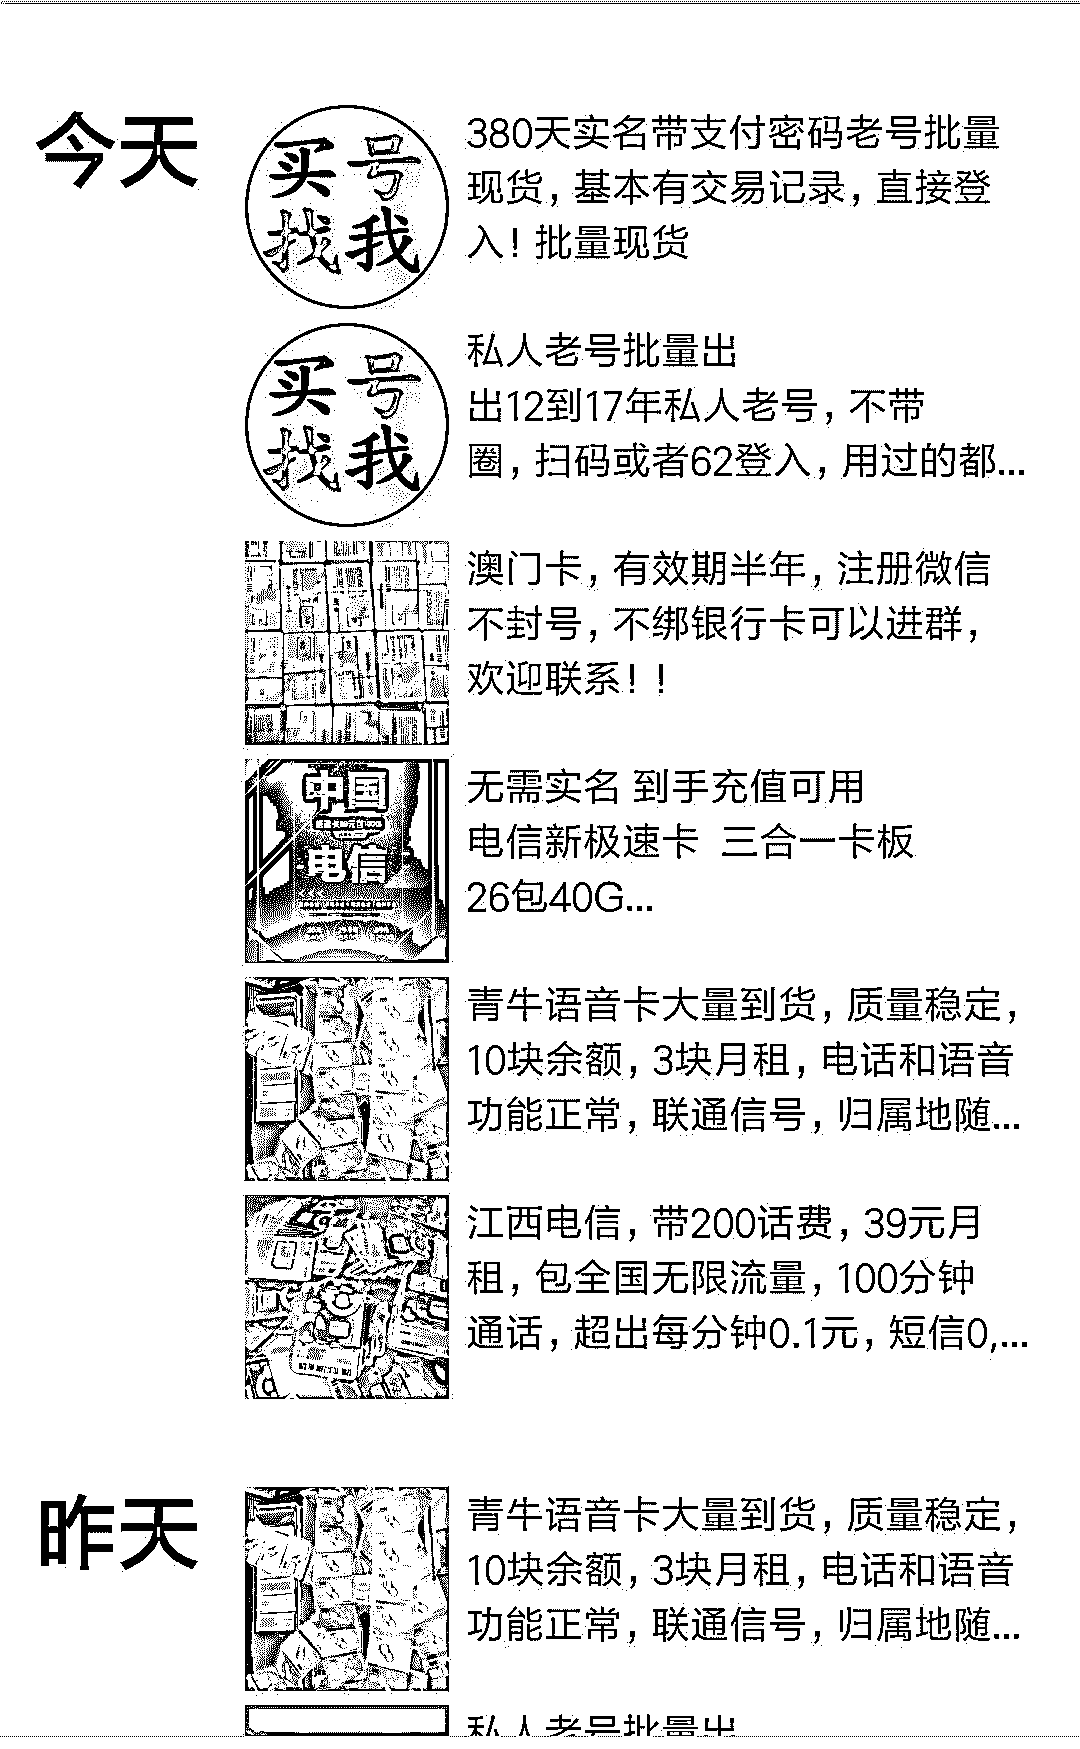 今天
买号
找我
380天实名带支付密码老号批量
现货，基本有交易记录，直接登
入！批量现货
买号
找我
私人老号批量出
出12到17年私人老号，不带
圈，扫码或者62登入，用过的都...
澳门卡，有效期半年，注册微信
不封号，不绑银行卡可以进群，
欢迎联系！！
中国
电信
无需实名 到手充值可用
电信新极速卡 三合一卡板
26包40G...
青牛语音卡大量到货，质量稳定，
10块余额，3块月租，电话和语音
功能正常，联通信号，归属地随...
江西电信，带200话费，39元月
租，包全国无限流量，100分钟
通话，超出每分钟0.1元，短信0,...
昨天
青牛语音卡大量到货，质量稳定，
10块余额，3块月租，电话和语音
功能正常，联通信号，归属地随...
私人老号批量出